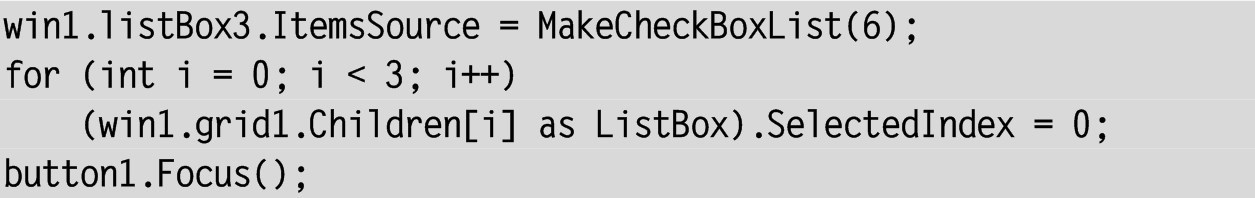 win1.listBox3.ItemsSource = MakeCheckBoxList(6);
for (int i = 0; i < 3; i++)
    (win1.grid1.Children[i] as ListBox).SelectedIndex = 0;
button1.Focus();